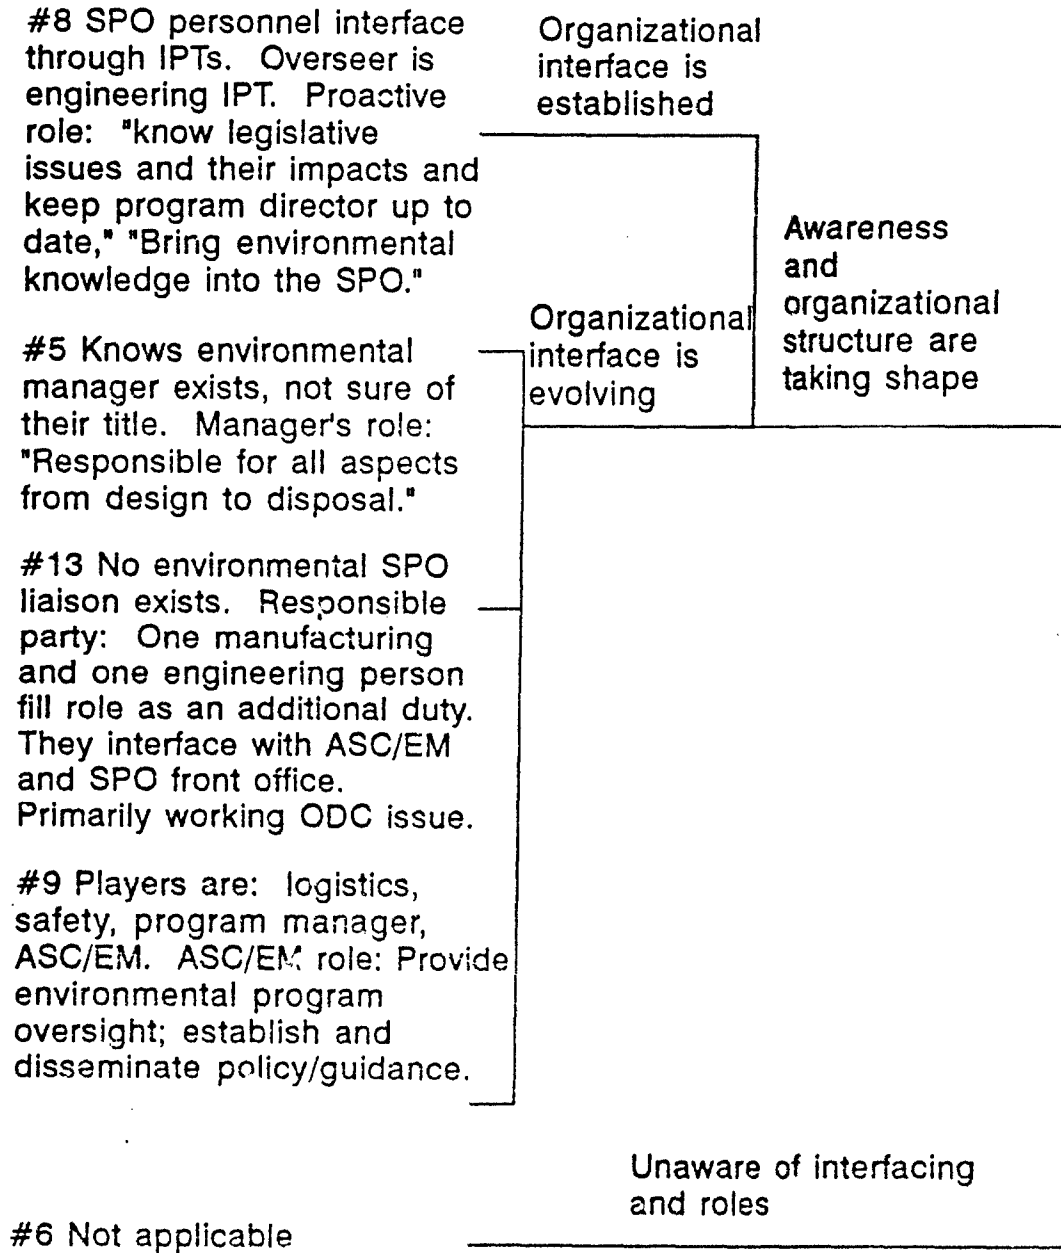 #8 SPO personnel interface
through IPTs. Overseer is
engineering IPT. Proactive
role: "know legislative
issues and their impacts and
keep program director up to
date," "Bring environmental
knowledge into the SPO."
Organizational
interface is
established
Awareness
and
organizational
structure are
taking shape
Organizational
interface is
evolving
#5 Knows environmental
manager exists, not sure of
their title. Manager's role:
"Responsible for all aspects
from design to disposal."
#13 No environmental SPO
liaison exists. Responsible
party: One manufacturing
and one engineering person
fill role as an additional duty.
They interface with ASC/EM
and SPO front office.
Primarily working ODC issue.
#9 Players are: logistics,
safety, program manager,
ASC/EM. ASC/EM role: Provide
environmental program
oversight; establish and
disseminate policy/guidance.
Unaware of interfacing
and roles
#6 Not applicable